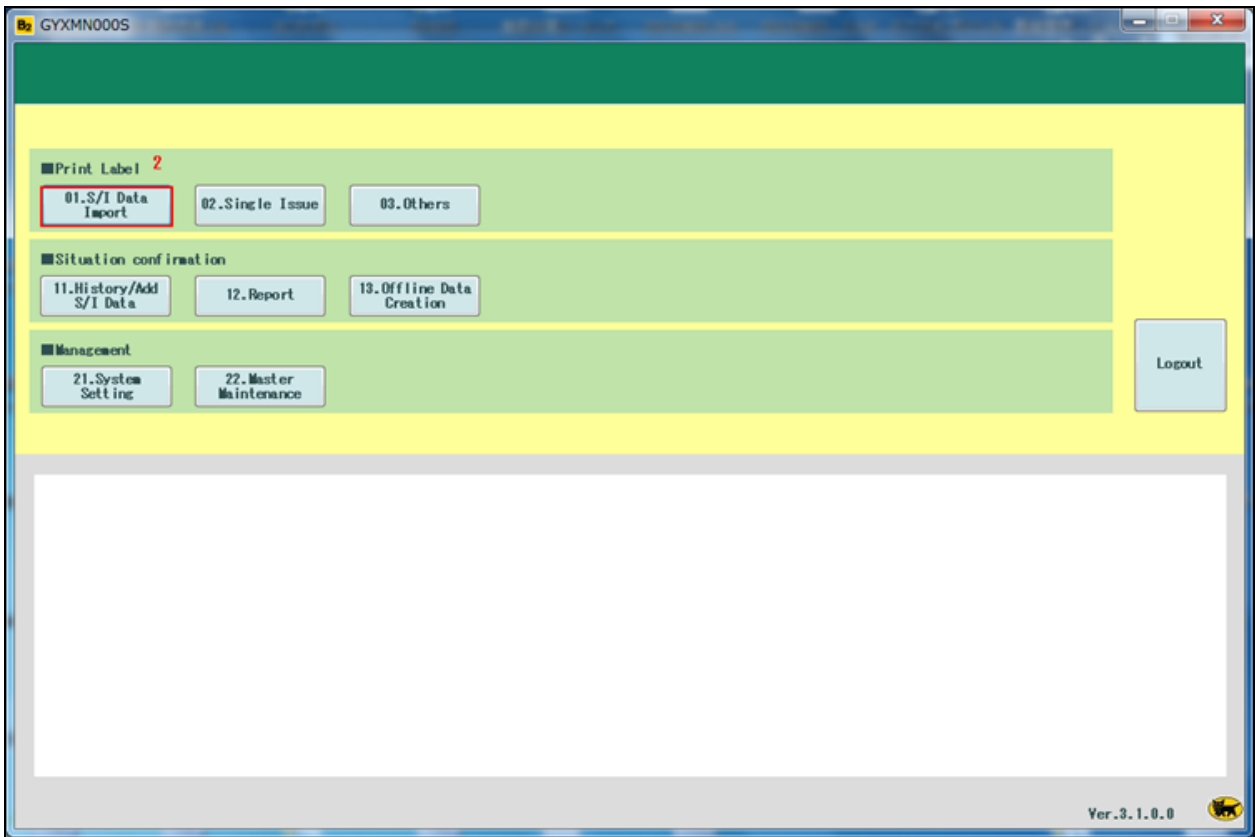 B2 GYXMN000S
■Print Label 2
01.S/I Data
Import
02.Single Issue
03.Others
■Situation confirmation
11.History/Add
S/I Data
12.Report
13.Offline Data
Creation
■Management
21.System
Setting
22.Master
Maintenance
Logout
Ver.3.1.0.0